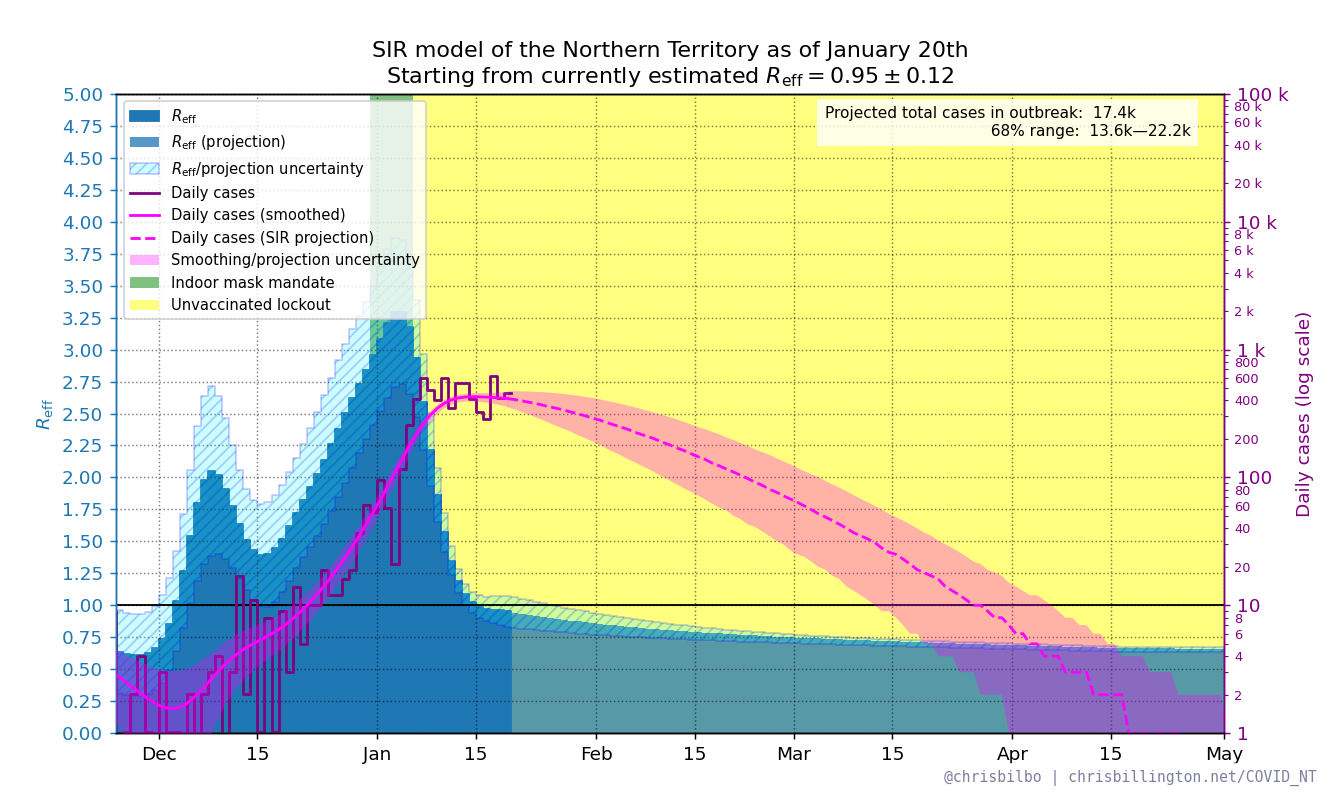 SIR model of the Northern Territory as of January 20th
Starting from currently estimated R_eff = 0.95 ± 0.12
R_eff
R_eff (projection)
R_eff/projection uncertainty
Daily cases
Daily cases (smoothed)
Daily cases (SIR projection)
Smoothing/projection uncertainty
Indoor mask mandate
Unvaccinated lockout
Projected total cases in outbreak: 17.4k
68% range: 13.6k—22.2k
R_eff
5.00
4.75
4.50
4.25
4.00
3.75
3.50
3.25
3.00
2.75
2.50
2.25
2.00
1.75
1.50
1.25
1.00
0.75
0.50
0.25
0.00
Dec
15
Jan
15
Feb
15
Mar
15
Apr
15
May
100 k
80 k
60 k
40 k
20 k
10 k
8 k
6 k
4 k
2 k
1 k
800
600
400
200
100
80
60
40
20
10
8
6
4
2
1
Daily cases (log scale)
@chrisbilbo | chrisbillington.net/COVID_NT